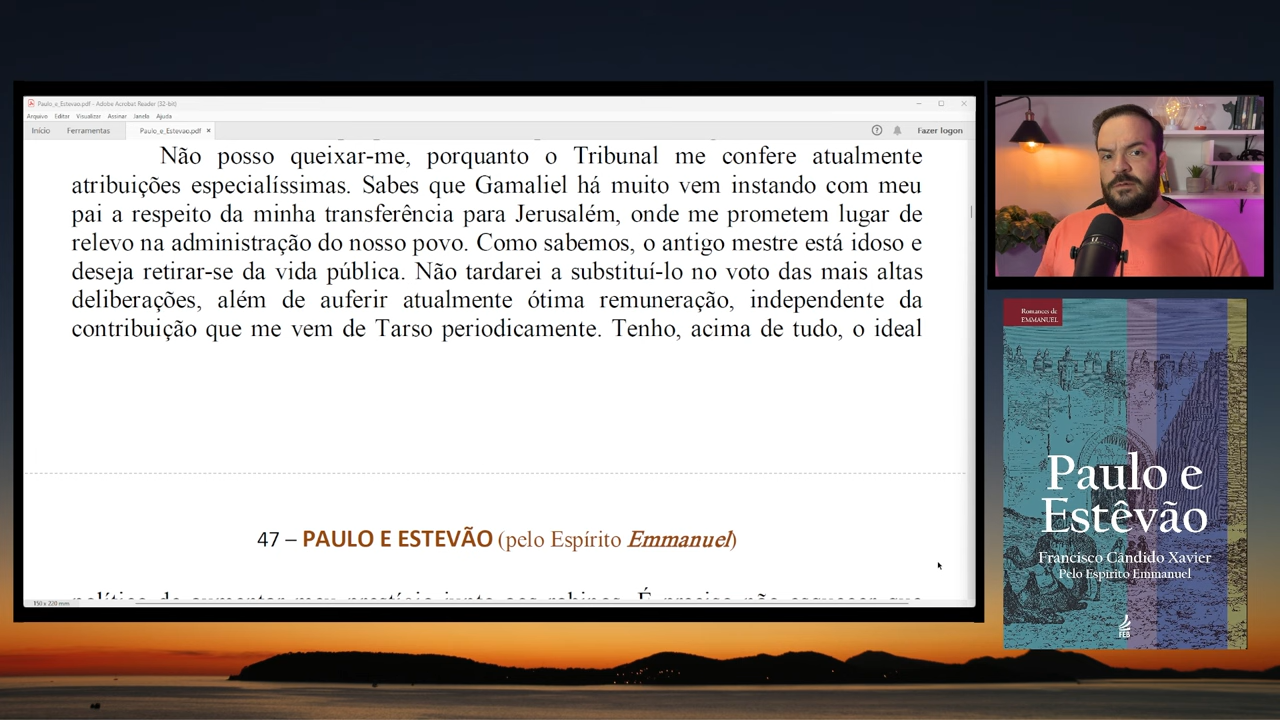 Paulo_e_Estevao.pdf - Adobe Acrobat Reader (32-bit)
Arquivo Editar Visualizar Assinar Janela Ajuda
Início Ferramentas Paulo_e_Estevao.pdf × Fazer logon
Não posso queixar-me, porquanto o Tribunal me confere atualmente
atribuições especialíssimas. Sabes que Gamaliel há muito vem instando com meu
pai a respeito da minha transferência para Jerusalém, onde me prometem lugar de
relevo na administração do nosso povo. Como sabemos, o antigo mestre está idoso e
deseja retirar-se da vida pública. Não tardarei a substituí-lo no voto das mais altas
deliberações, além de auferir atualmente ótima remuneração, independente da
contribuição que me vem de Tarso periodicamente. Tenho, acima de tudo, o ideal
47 – PAULO E ESTEVÃO (pelo Espírito Emmanuel)
150 x 220 mm
Romances de
EMMANUEL
Paulo e
Estêvão
Francisco Cândido Xavier
Pelo Espírito Emmanuel
FEB